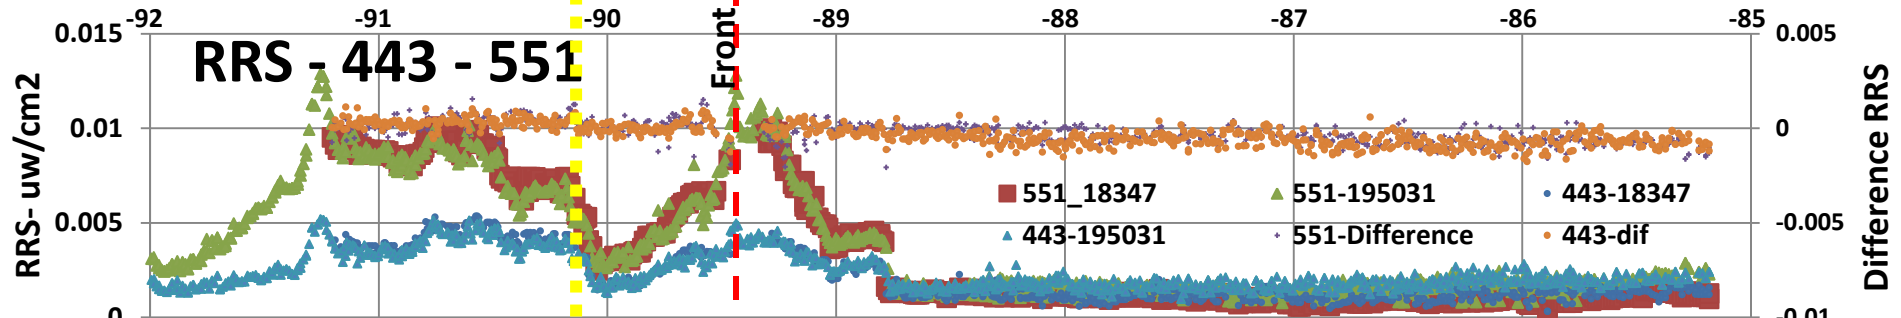 -92 -91 -90 -89 -88 -87 -86 -85
0.015 0.005
RRS - 443 - 551
Front
0.01 0
551_18347 551-195031 443-18347
0.005 -0.005
443-195031 551-Difference 443-dif
0 -0.01
RRS- uw/cm2
Difference RRS